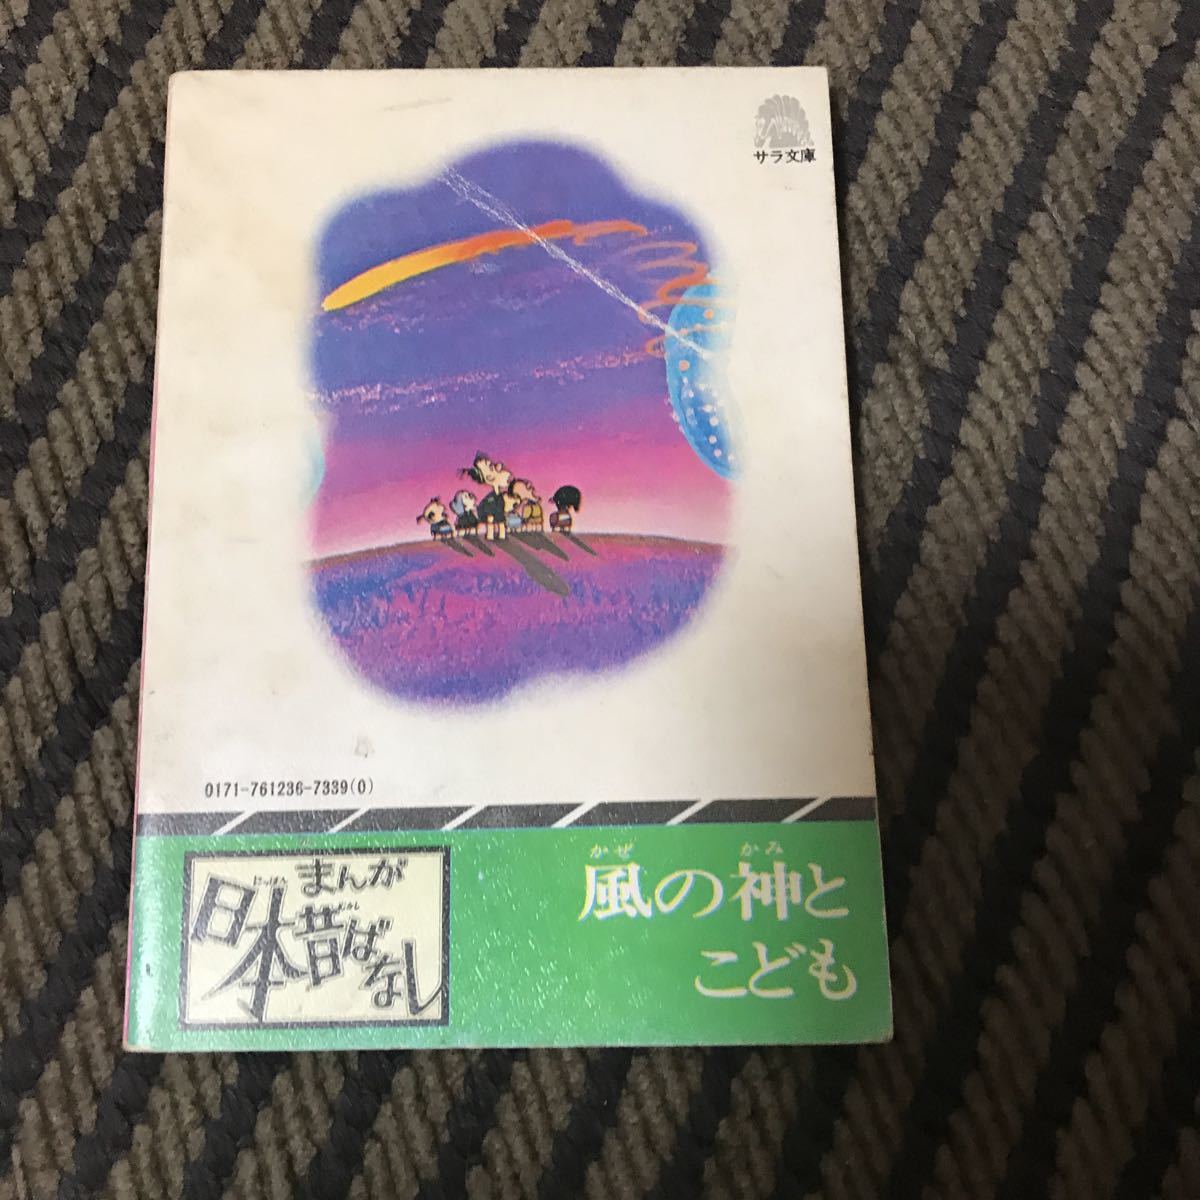 サラ文庫
0171-761236-7339(0)
まんが
にっぽん むかし
日本昔ばなし
かぜ かみ
風の神と
こども